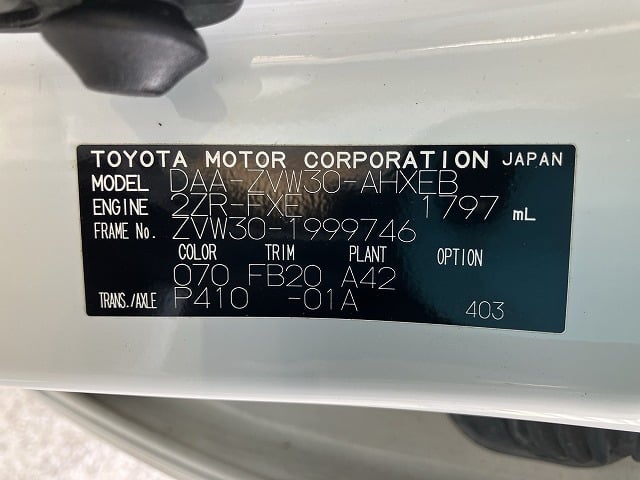 TOYOTA MOTOR CORPORATION JAPAN
MODEL DAA-ZVW30-AHXEB
ENGINE 2ZR-FXE 1797 mL
FRAME No. ZVW30-1999746
COLOR TRIM PLANT OPTION
070 FB20 A42
TRANS./AXLE P410 -01A 403